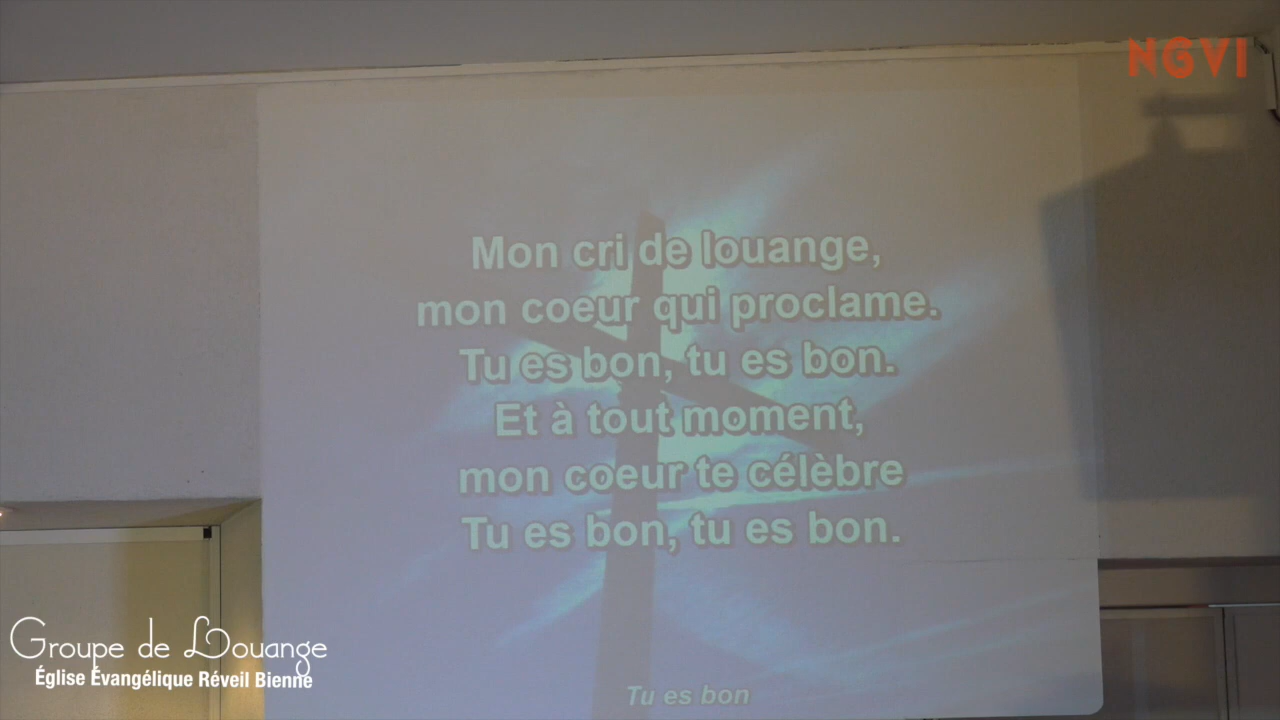 NGVI
Mon cri de louange,
mon coeur qui proclame.
Tu es bon, tu es bon.
Et à tout moment,
mon coeur te célèbre
Tu es bon, tu es bon.
Tu es bon
Groupe de Louange
Église Évangélique Réveil Bienne